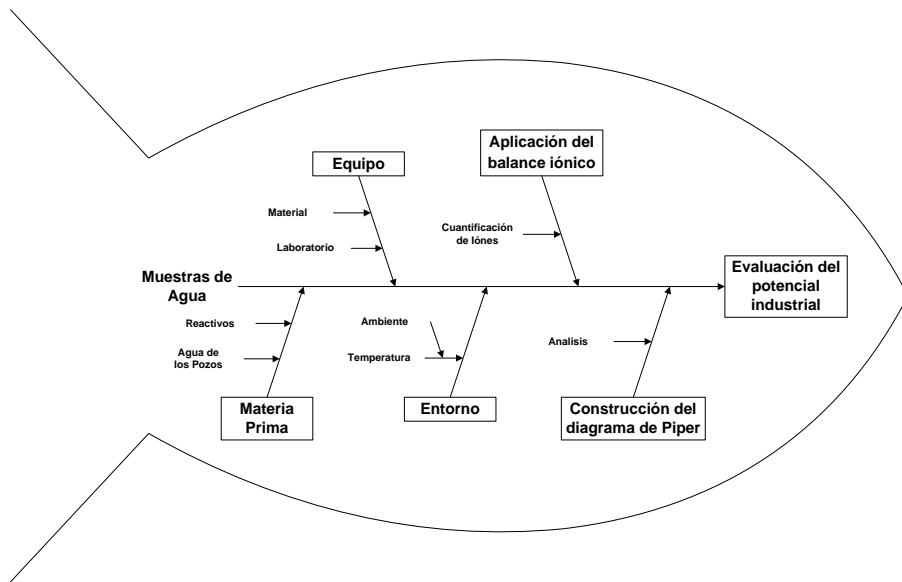 Aplicación del
balance iónico
Equipo
Material
Cuantificación
de Iónes
Laboratorio
Muestras de
Agua
Evaluación del
potencial
industrial
Reactivos
Ambiente
Agua de
los Pozos
Temperatura
Analisis
Materia
Prima
Entorno
Construcción del
diagrama de Piper